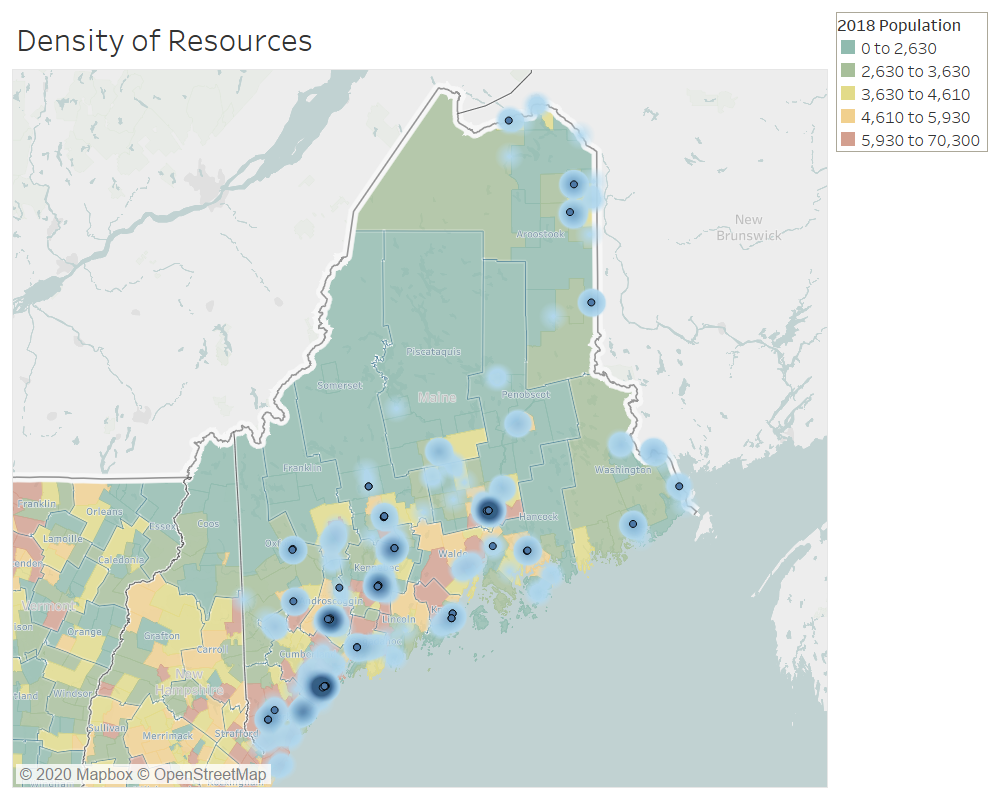 Density of Resources
2018 Population
0 to 2,630
2,630 to 3,630
3,630 to 4,610
4,610 to 5,930
5,930 to 70,300
New
Brunswick
Aroostook
Piscataquis
Somerset
Maine
Penobscot
Franklin
Washington
Franklin
Orleans
Essex
Coos
Hancock
Lamoille
Caledonia
Waldo
Vermont
Orange
Lincoln
Grafton
Carrol
New
Hampshire
Windsor
Sullivan
Merrimack
Strafford
© 2020 Mapbox © OpenStreetMap